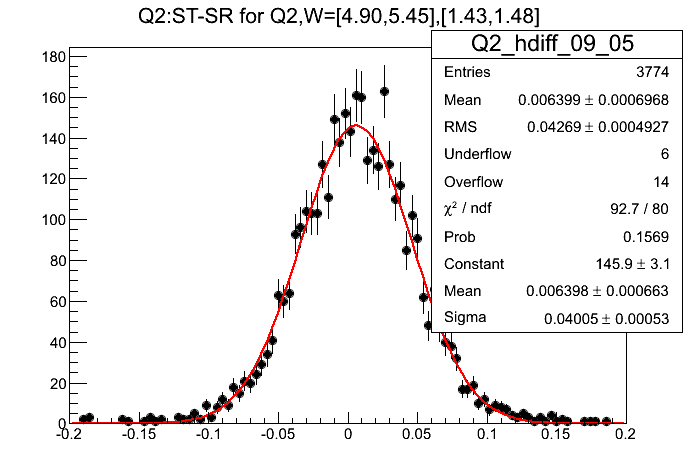 Q2:ST-SR for Q2,W=[4.90,5.45],[1.43,1.48]
Q2_hdiff_09_05
Entries 3774
Mean 0.006399 ± 0.0006968
RMS 0.04269 ± 0.0004927
Underflow 6
Overflow 14
χ² / ndf 92.7 / 80
Prob 0.1569
Constant 145.9 ± 3.1
Mean 0.006398 ± 0.000663
Sigma 0.04005 ± 0.00053
180
160
140
120
100
80
60
40
20
0
-0.2 -0.15 -0.1 -0.05 0 0.05 0.1 0.15 0.2